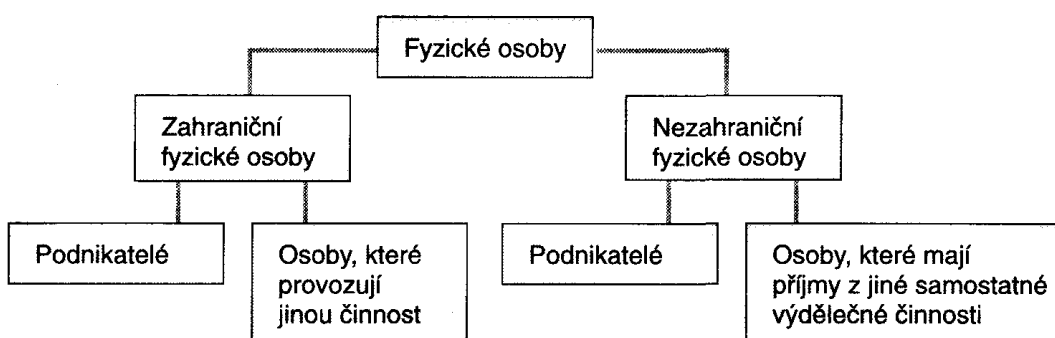 Fyzické osoby
Zahraniční
fyzické osoby
Nezahraniční
fyzické osoby
Podnikatelé
Osoby, které
provozují
jinou činnost
Podnikatelé
Osoby, které mají
příjmy z jiné samostatné
výdělečné činnosti